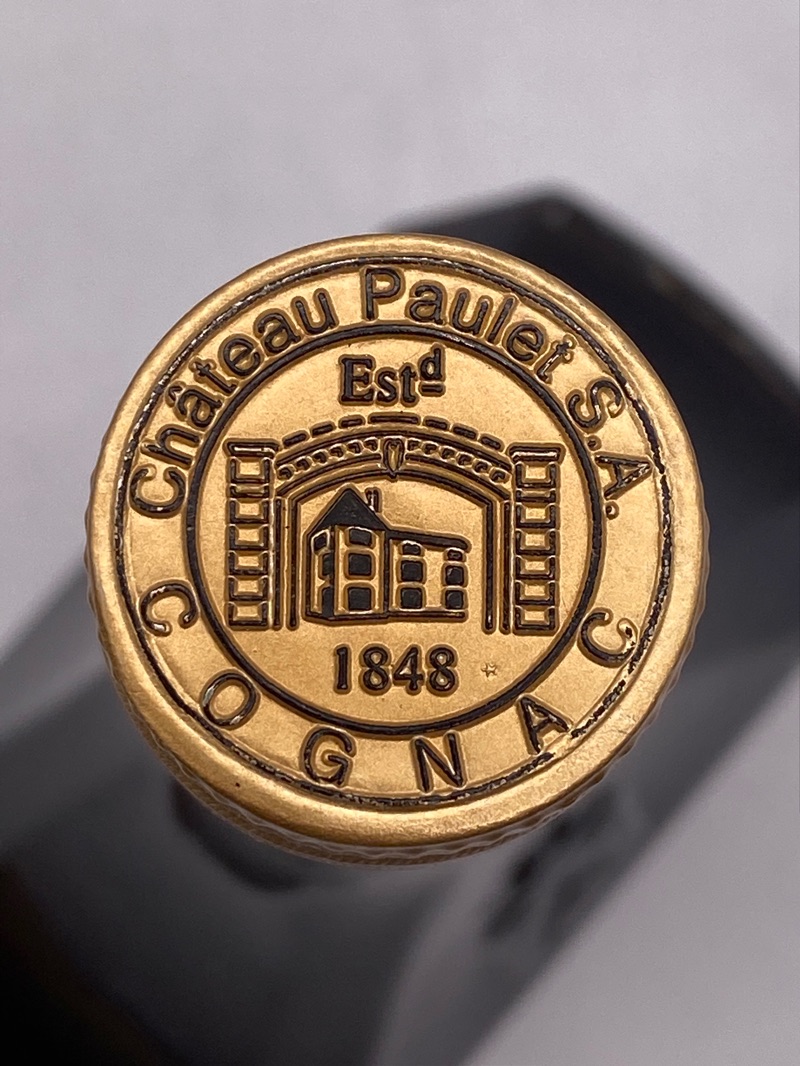 Château Paulet S.A.
Estd
1848
COGNAC